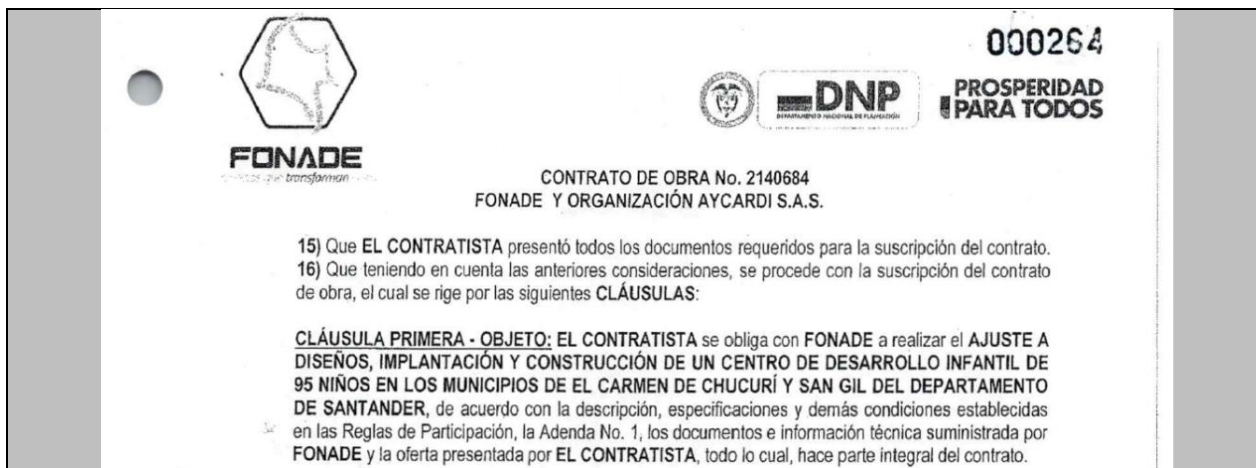 000264
DNP
DEPARTAMENTO NACIONAL DE PLANEACIÓN
PROSPERIDAD
PARA TODOS
FONADE
que transforman
CONTRATO DE OBRA No. 2140684
FONADE Y ORGANIZACIÓN AYCARDI S.A.S.
15) Que EL CONTRATISTA presentó todos los documentos requeridos para la suscripción del contrato.
16) Que teniendo en cuenta las anteriores consideraciones, se procede con la suscripción del contrato
de obra, el cual se rige por las siguientes CLÁUSULAS:
CLÁUSULA PRIMERA - OBJETO: EL CONTRATISTA se obliga con FONADE a realizar el AJUSTE A
DISEÑOS, IMPLANTACIÓN Y CONSTRUCCIÓN DE UN CENTRO DE DESARROLLO INFANTIL DE
95 NIÑOS EN LOS MUNICIPIOS DE EL CARMEN DE CHUCURÍ Y SAN GIL DEL DEPARTAMENTO
DE SANTANDER, de acuerdo con la descripción, especificaciones y demás condiciones establecidas
en las Reglas de Participación, la Adenda No. 1, los documentos e información técnica suministrada por
FONADE y la oferta presentada por EL CONTRATISTA, todo lo cual, hace parte integral del contrato.